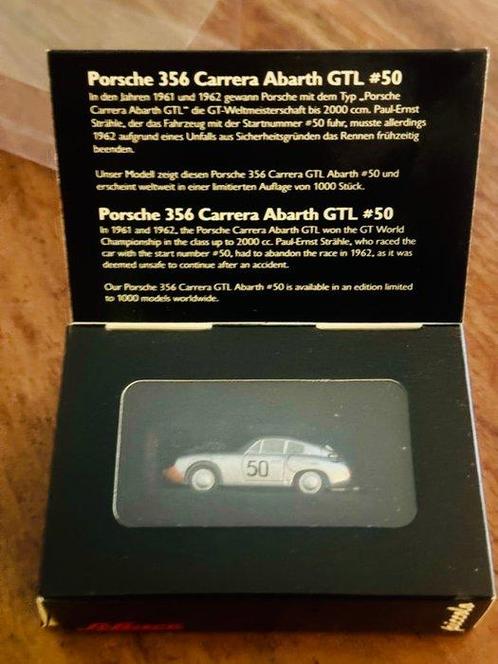 Porsche 356 Carrera Abarth GTL #50
In den Jahren 1961 und 1962 gewann Porsche mit dem Typ „Porsche
Carrera Abarth GTL" die GT-Weltmeisterschaft bis 2000 ccm. Paul-Ernst
Strähle, der das Fahrzeug mit der Startnummer #50 fuhr, musste allerdings
1962 aufgrund eines Unfalls aus Sicherheitsgründen das Rennen frühzeitig
beenden.
Unser Modell zeigt diesen Porsche 356 Carrera GTL Abarth #50 und
erscheint weltweit in einer limitierten Auflage von 1000 Stück.
Porsche 356 Carrera Abarth GTL #50
In 1961 and 1962, the Porsche Carrera Abarth GTL won the GT World
Championship in the class up to 2000 cc. Paul-Ernst Strähle, who raced the
car with the start number #50, had to abandon the race in 1962, as it was
deemed unsafe to continue after an accident.
Our Porsche 356 Carrera GTL Abarth #50 is available in an edition limited
to 1000 models worldwide.
50
Schuco
piccolo